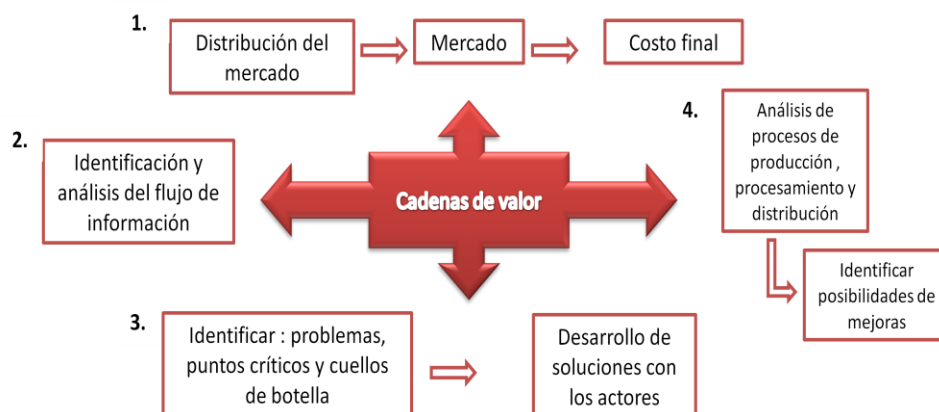 1.
Distribución del
mercado
Mercado
Costo final
2.
Identificación y
análisis del flujo de
información
Cadenas de valor
4.
Análisis de
procesos de
producción ,
procesamiento y
distribución
Identificar
posibilidades de
mejoras
3.
Identificar : problemas,
puntos críticos y cuellos
de botella
Desarrollo de
soluciones con
los actores